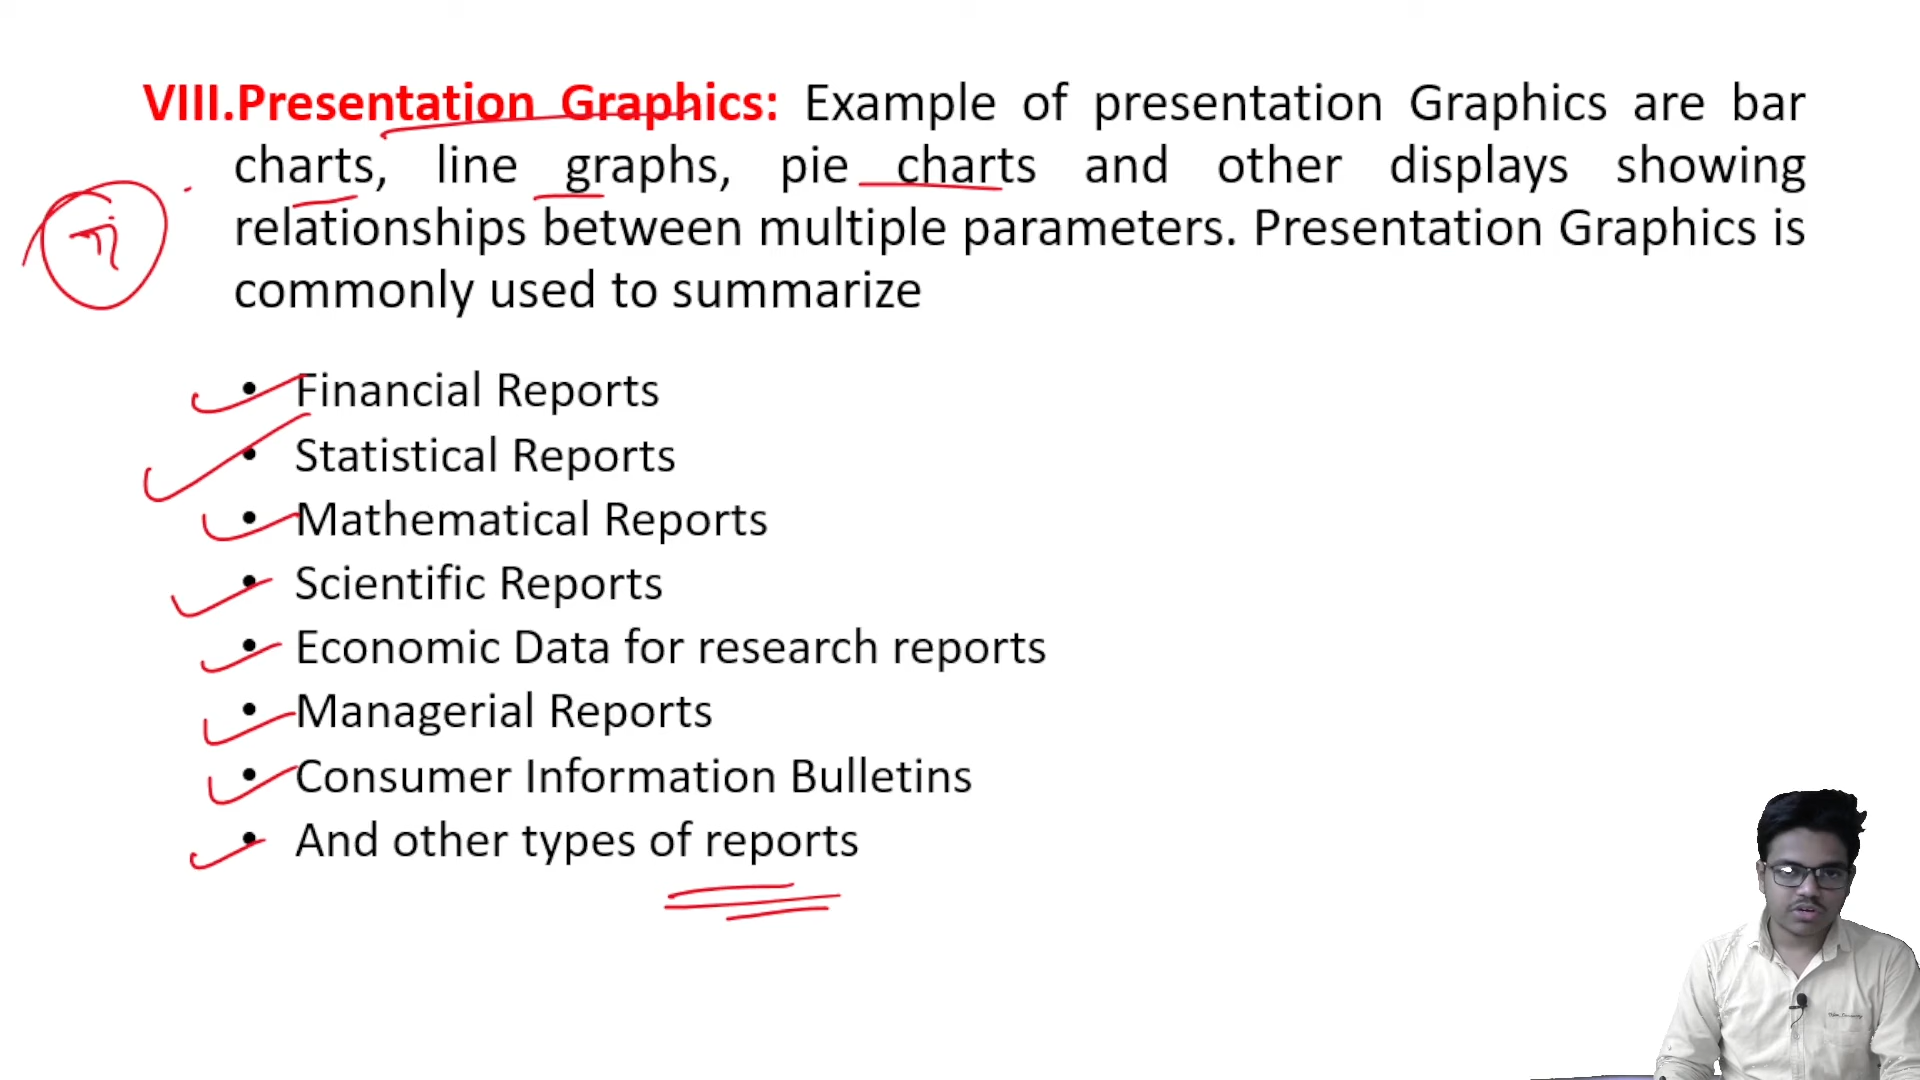 VIII.Presentation Graphics: Example of presentation Graphics are bar
charts, line graphs, pie charts and other displays showing
relationships between multiple parameters. Presentation Graphics is
commonly used to summarize
• Financial Reports
• Statistical Reports
• Mathematical Reports
• Scientific Reports
• Economic Data for research reports
• Managerial Reports
• Consumer Information Bulletins
• And other types of reports